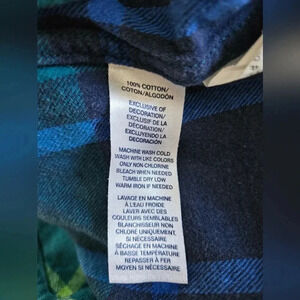 100% COTTON/
COTON/ALGODÓN
EXCLUSIVE OF
DECORATION/
EXCLUSIF DE LA
DÉCORATION/
EXCLUYENDO LA
DECORACIÓN
MACHINE WASH COLD
WASH WITH LIKE COLORS
ONLY NON-CHLORINE
BLEACH WHEN NEEDED
TUMBLE DRY LOW
WARM IRON IF NEEDED
LAVAGE EN MACHINE
À L'EAU FROIDE
LAVER AVEC DES
COULEURS SEMBLABLES
BLANCHISSEUR NON
CHLORÉ UNIQUEMENT,
SI NÉCESSAIRE
SÉCHAGE EN MACHINE
À BASSE TEMPÉRATURE
REPASSER À FER
MOYEN SI NÉCESSAIRE